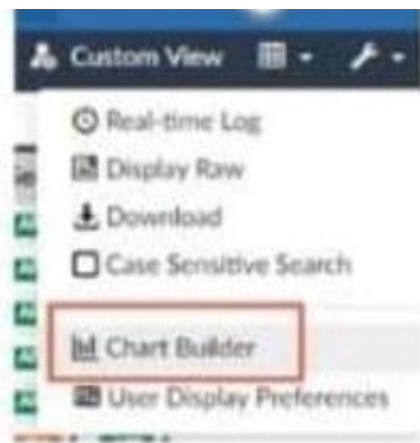 Custom View
Real-time Log
Display Raw
Download
Case Sensitive Search
Chart Builder
User Display Preferences